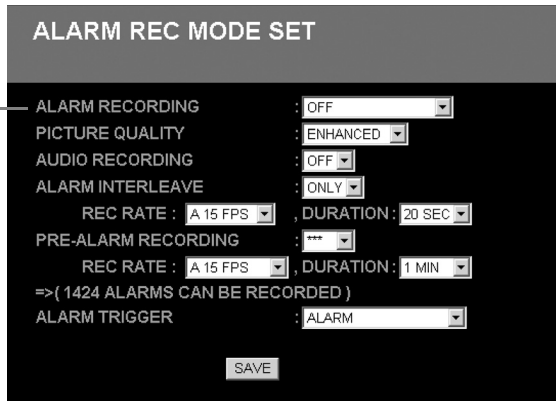 ALARM REC MODE SET
ALARM RECORDING : OFF
PICTURE QUALITY : ENHANCED
AUDIO RECORDING : OFF
ALARM INTERLEAVE : ONLY
REC RATE : A 15 FPS , DURATION : 20 SEC
PRE-ALARM RECORDING : ***
REC RATE : A 15 FPS , DURATION : 1 MIN
=>( 1424 ALARMS CAN BE RECORDED )
ALARM TRIGGER : ALARM
SAVE